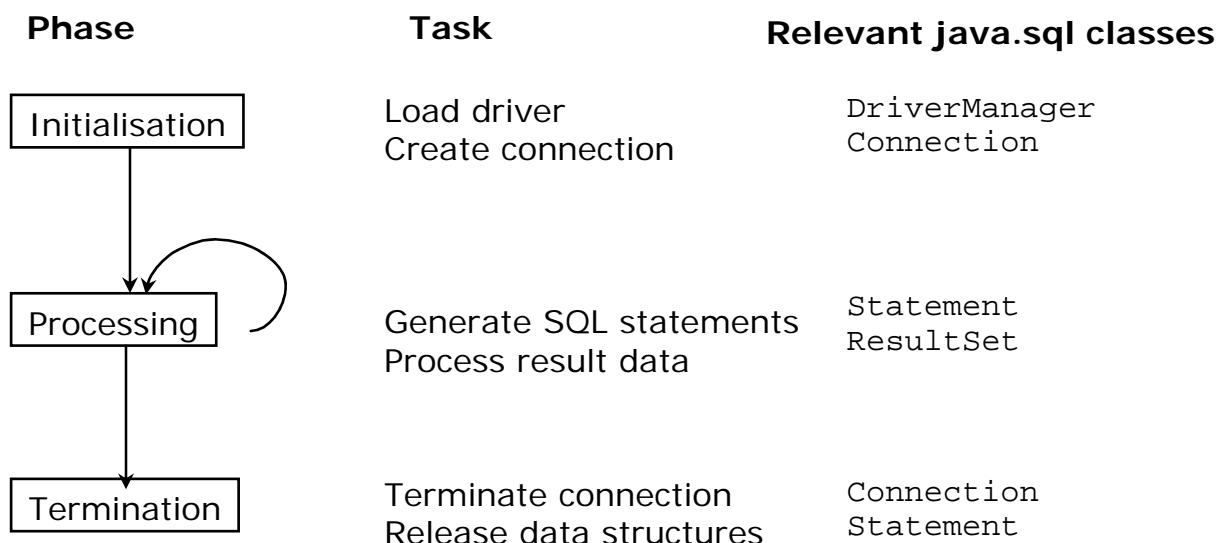 Phase Task Relevant java.sql classes
Initialisation
Load driver
Create connection
DriverManager
Connection
Processing
Generate SQL statements
Process result data
Statement
ResultSet
Termination
Terminate connection
Release data structures
Connection
Statement